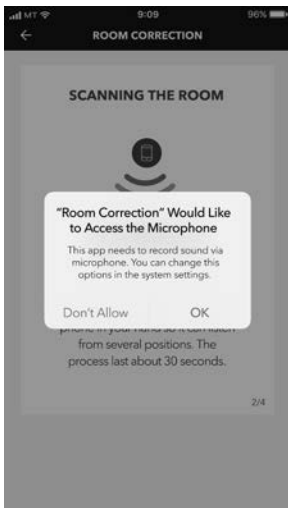 MT 9:09 96%
ROOM CORRECTION
SCANNING THE ROOM
“Room Correction” Would Like
to Access the Microphone
This app needs to record sound via
microphone. You can change this
options in the system settings.
Don't Allow OK
phone in your hand so it can listen
from several positions. The
process last about 30 seconds.
2/4